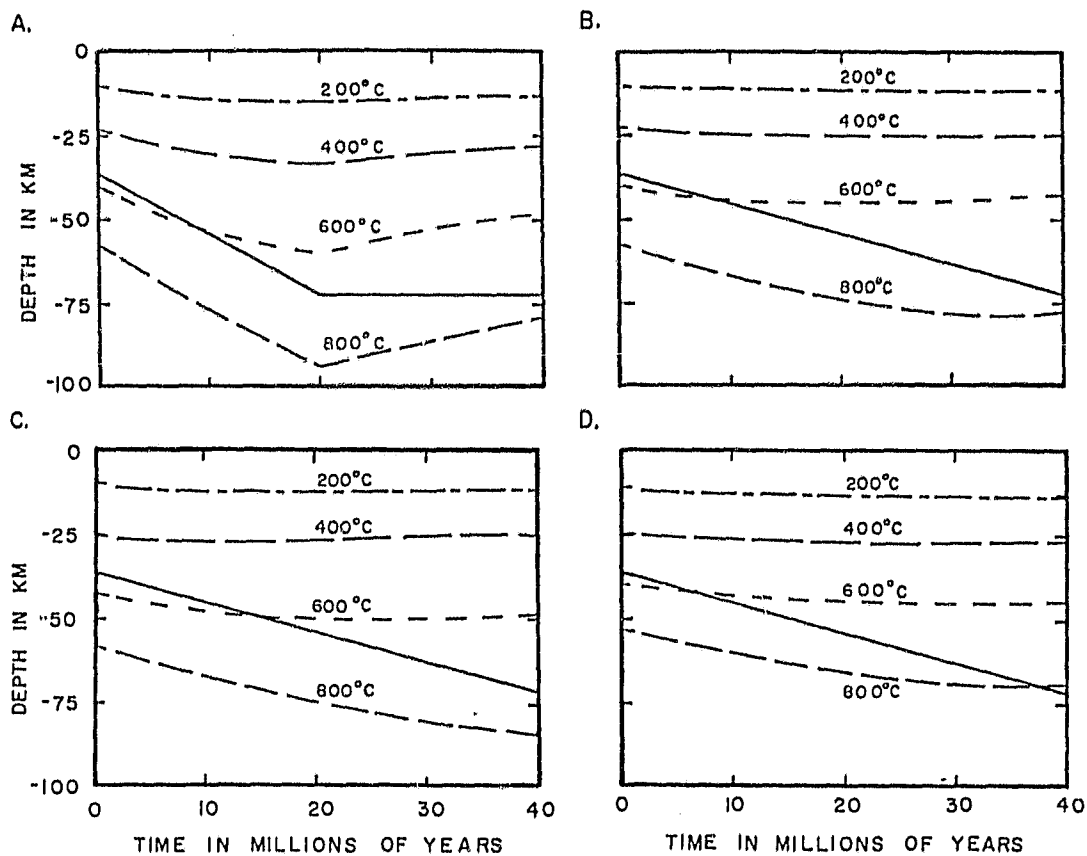 A.
0
-25
-50
-75
-100
DEPTH IN KM
200°C
400°C
600°C
800°C
B.
200°C
400°C
600°C
800°C
C.
0
-25
-50
-75
-100
DEPTH IN KM
200°C
400°C
600°C
800°C
0 10 20 30 40
TIME IN MILLIONS OF YEARS
D.
200°C
400°C
600°C
800°C
0 10 20 30 40
TIME IN MILLIONS OF YEARS